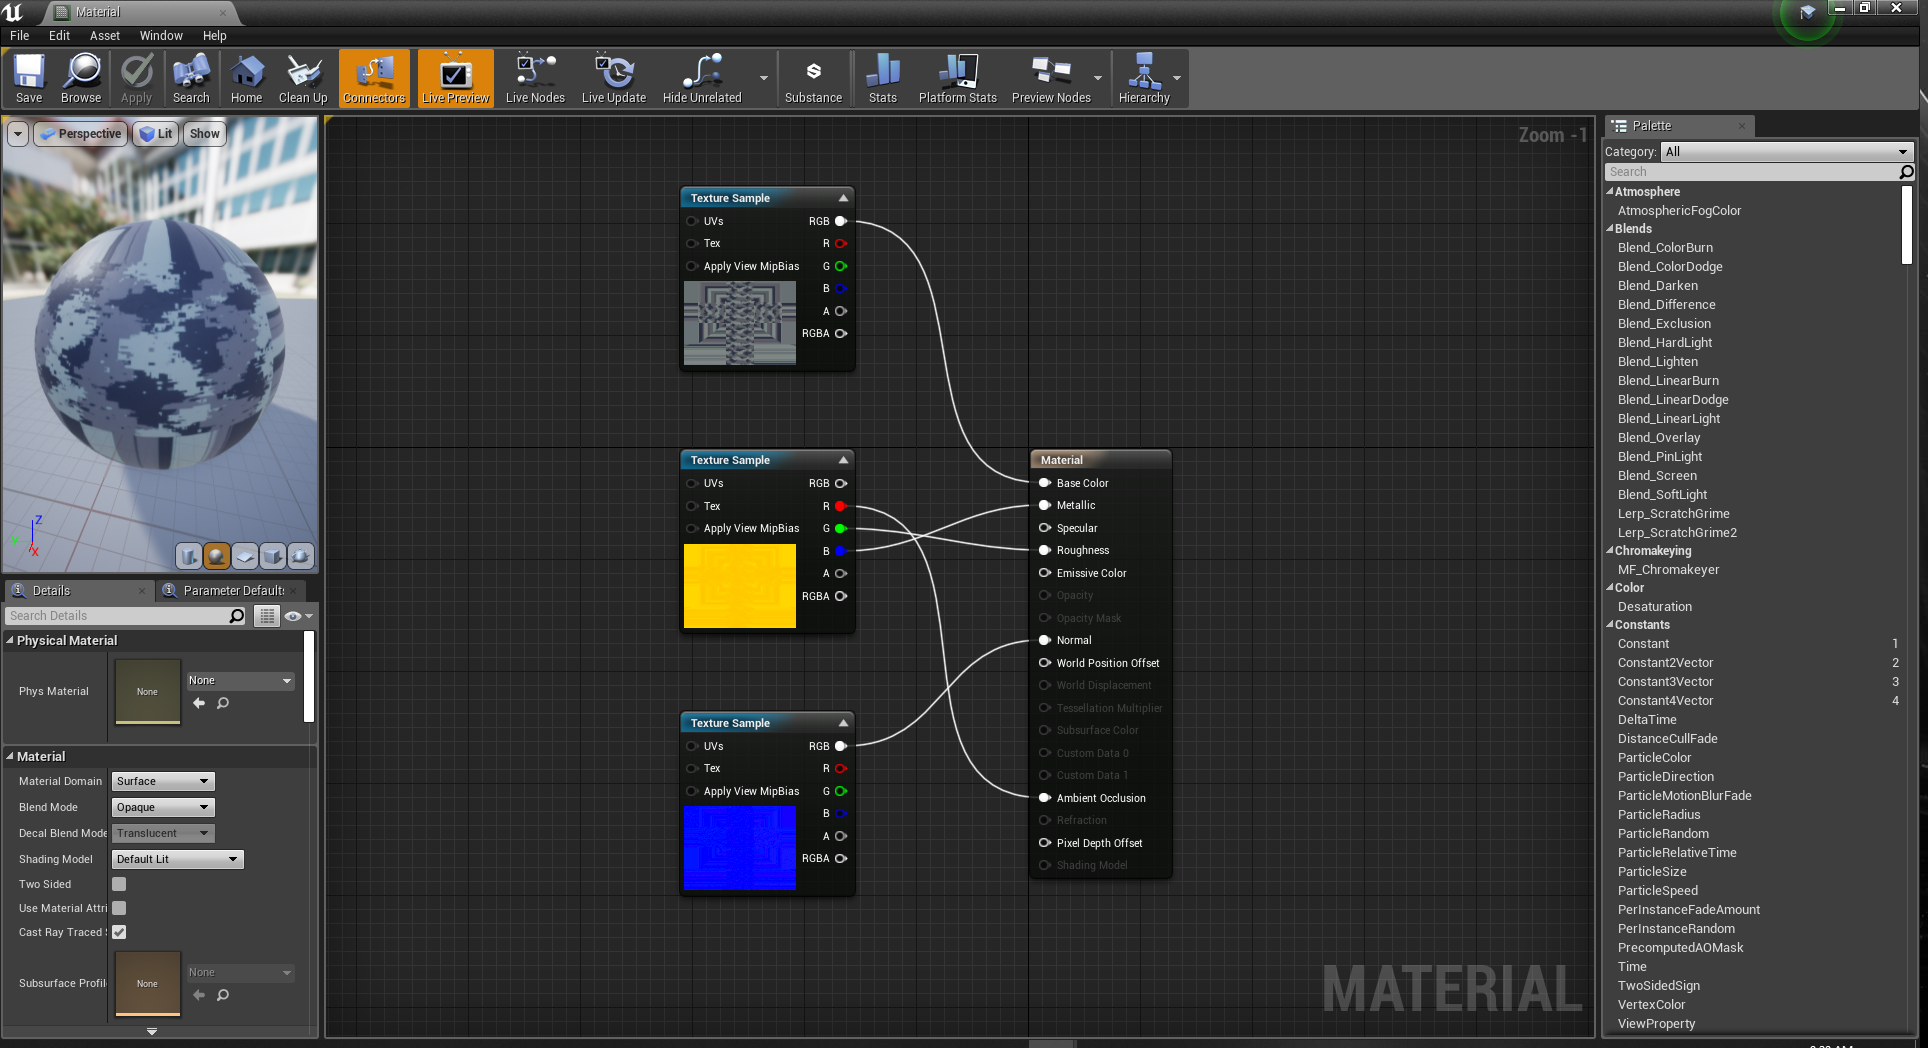 Material
File Edit Asset Window Help
Save Browse Apply Search Home Clean Up Connectors Live Preview Live Nodes Live Update Hide Unrelated Substance Stats Platform Stats Preview Nodes Hierarchy
Perspective Lit Show
Z
Y
X
Details Parameter Defaults
Search Details
Physical Material
Phys Material None None
Material
Material Domain Surface
Blend Mode Opaque
Decal Blend Mode Translucent
Shading Model Default Lit
Two Sided
Use Material Attri
Cast Ray Traced
Subsurface Profil None None
Zoom -1
Texture Sample
UVs RGB
Tex R
Apply View MipBias G
B
A
RGBA
Texture Sample
UVs RGB
Tex R
Apply View MipBias G
B
A
RGBA
Texture Sample
UVs RGB
Tex R
Apply View MipBias G
B
A
RGBA
Material
Base Color
Metallic
Specular
Roughness
Emissive Color
Opacity
Opacity Mask
Normal
World Position Offset
World Displacement
Tessellation Multiplier
Subsurface Color
Custom Data 0
Custom Data 1
Ambient Occlusion
Refraction
Pixel Depth Offset
Shading Model
MATERIAL
Palette
Category: All
Search
Atmosphere
AtmosphericFogColor
Blends
Blend_ColorBurn
Blend_ColorDodge
Blend_Darken
Blend_Difference
Blend_Exclusion
Blend_HardLight
Blend_Lighten
Blend_LinearBurn
Blend_LinearDodge
Blend_LinearLight
Blend_Overlay
Blend_PinLight
Blend_Screen
Blend_SoftLight
Lerp_ScratchGrime
Lerp_ScratchGrime2
Chromakeying
MF_Chromakeyer
Color
Desaturation
Constants
Constant 1
Constant2Vector 2
Constant3Vector 3
Constant4Vector 4
DeltaTime
DistanceCullFade
ParticleColor
ParticleDirection
ParticleMotionBlurFade
ParticleRadius
ParticleRandom
ParticleRelativeTime
ParticleSize
ParticleSpeed
PerInstanceFadeAmount
PerInstanceRandom
PrecomputedAOMask
Time
TwoSidedSign
VertexColor
ViewProperty